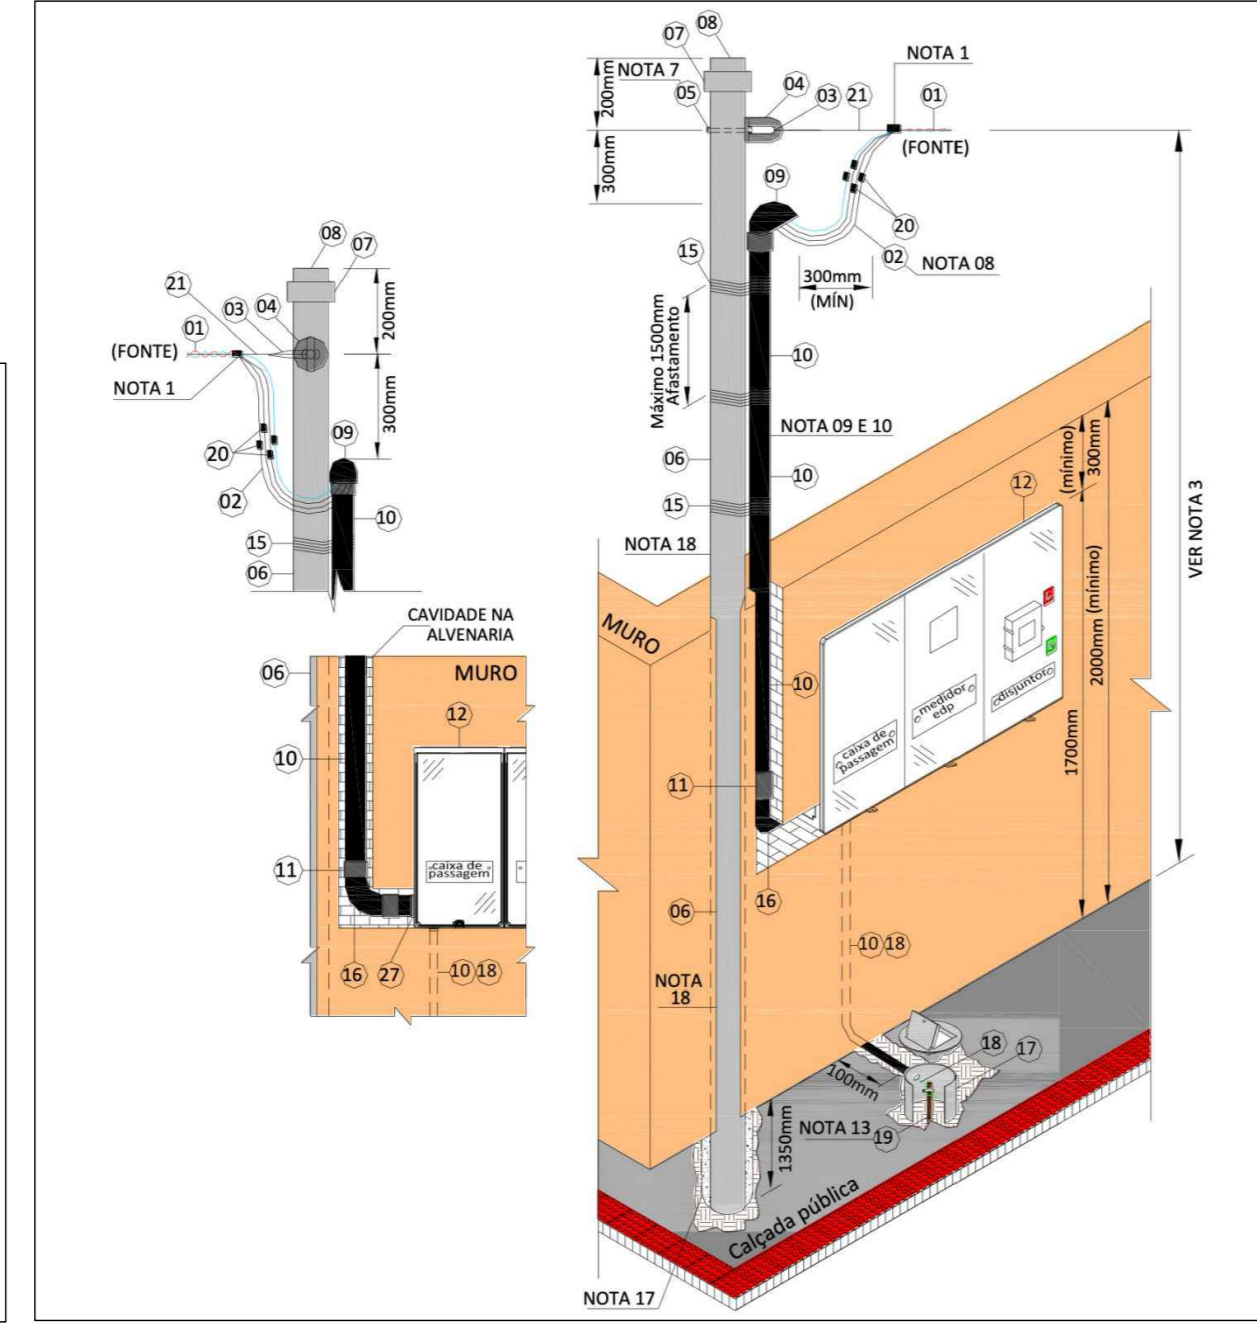 08
07
21
03
04
01
(FONTE)
NOTA 1
200mm
300mm
09
20
02
10
15
06
CAVIDADE NA
ALVENARIA
06
MURO
12
10
11
caixa de
passagem
16
27
10
18
08
07
NOTA 7
NOTA 1
200mm
05
04
03
21
01
(FONTE)
300mm
09
20
02
NOTA 08
15
300mm
(MÍN)
Máximo 1500mm
Afastamento
10
NOTA 09 E 10
06
10
15
NOTA 18
(mínimo)
300mm
12
VER NOTA 3
MURO
2000mm (mínimo)
1700mm
10
caixa de
passagem
medidor
edp
disjuntor
11
16
06
10
18
NOTA
18
18
17
100mm
NOTA 13
19
1350mm
Calçada pública
NOTA 17